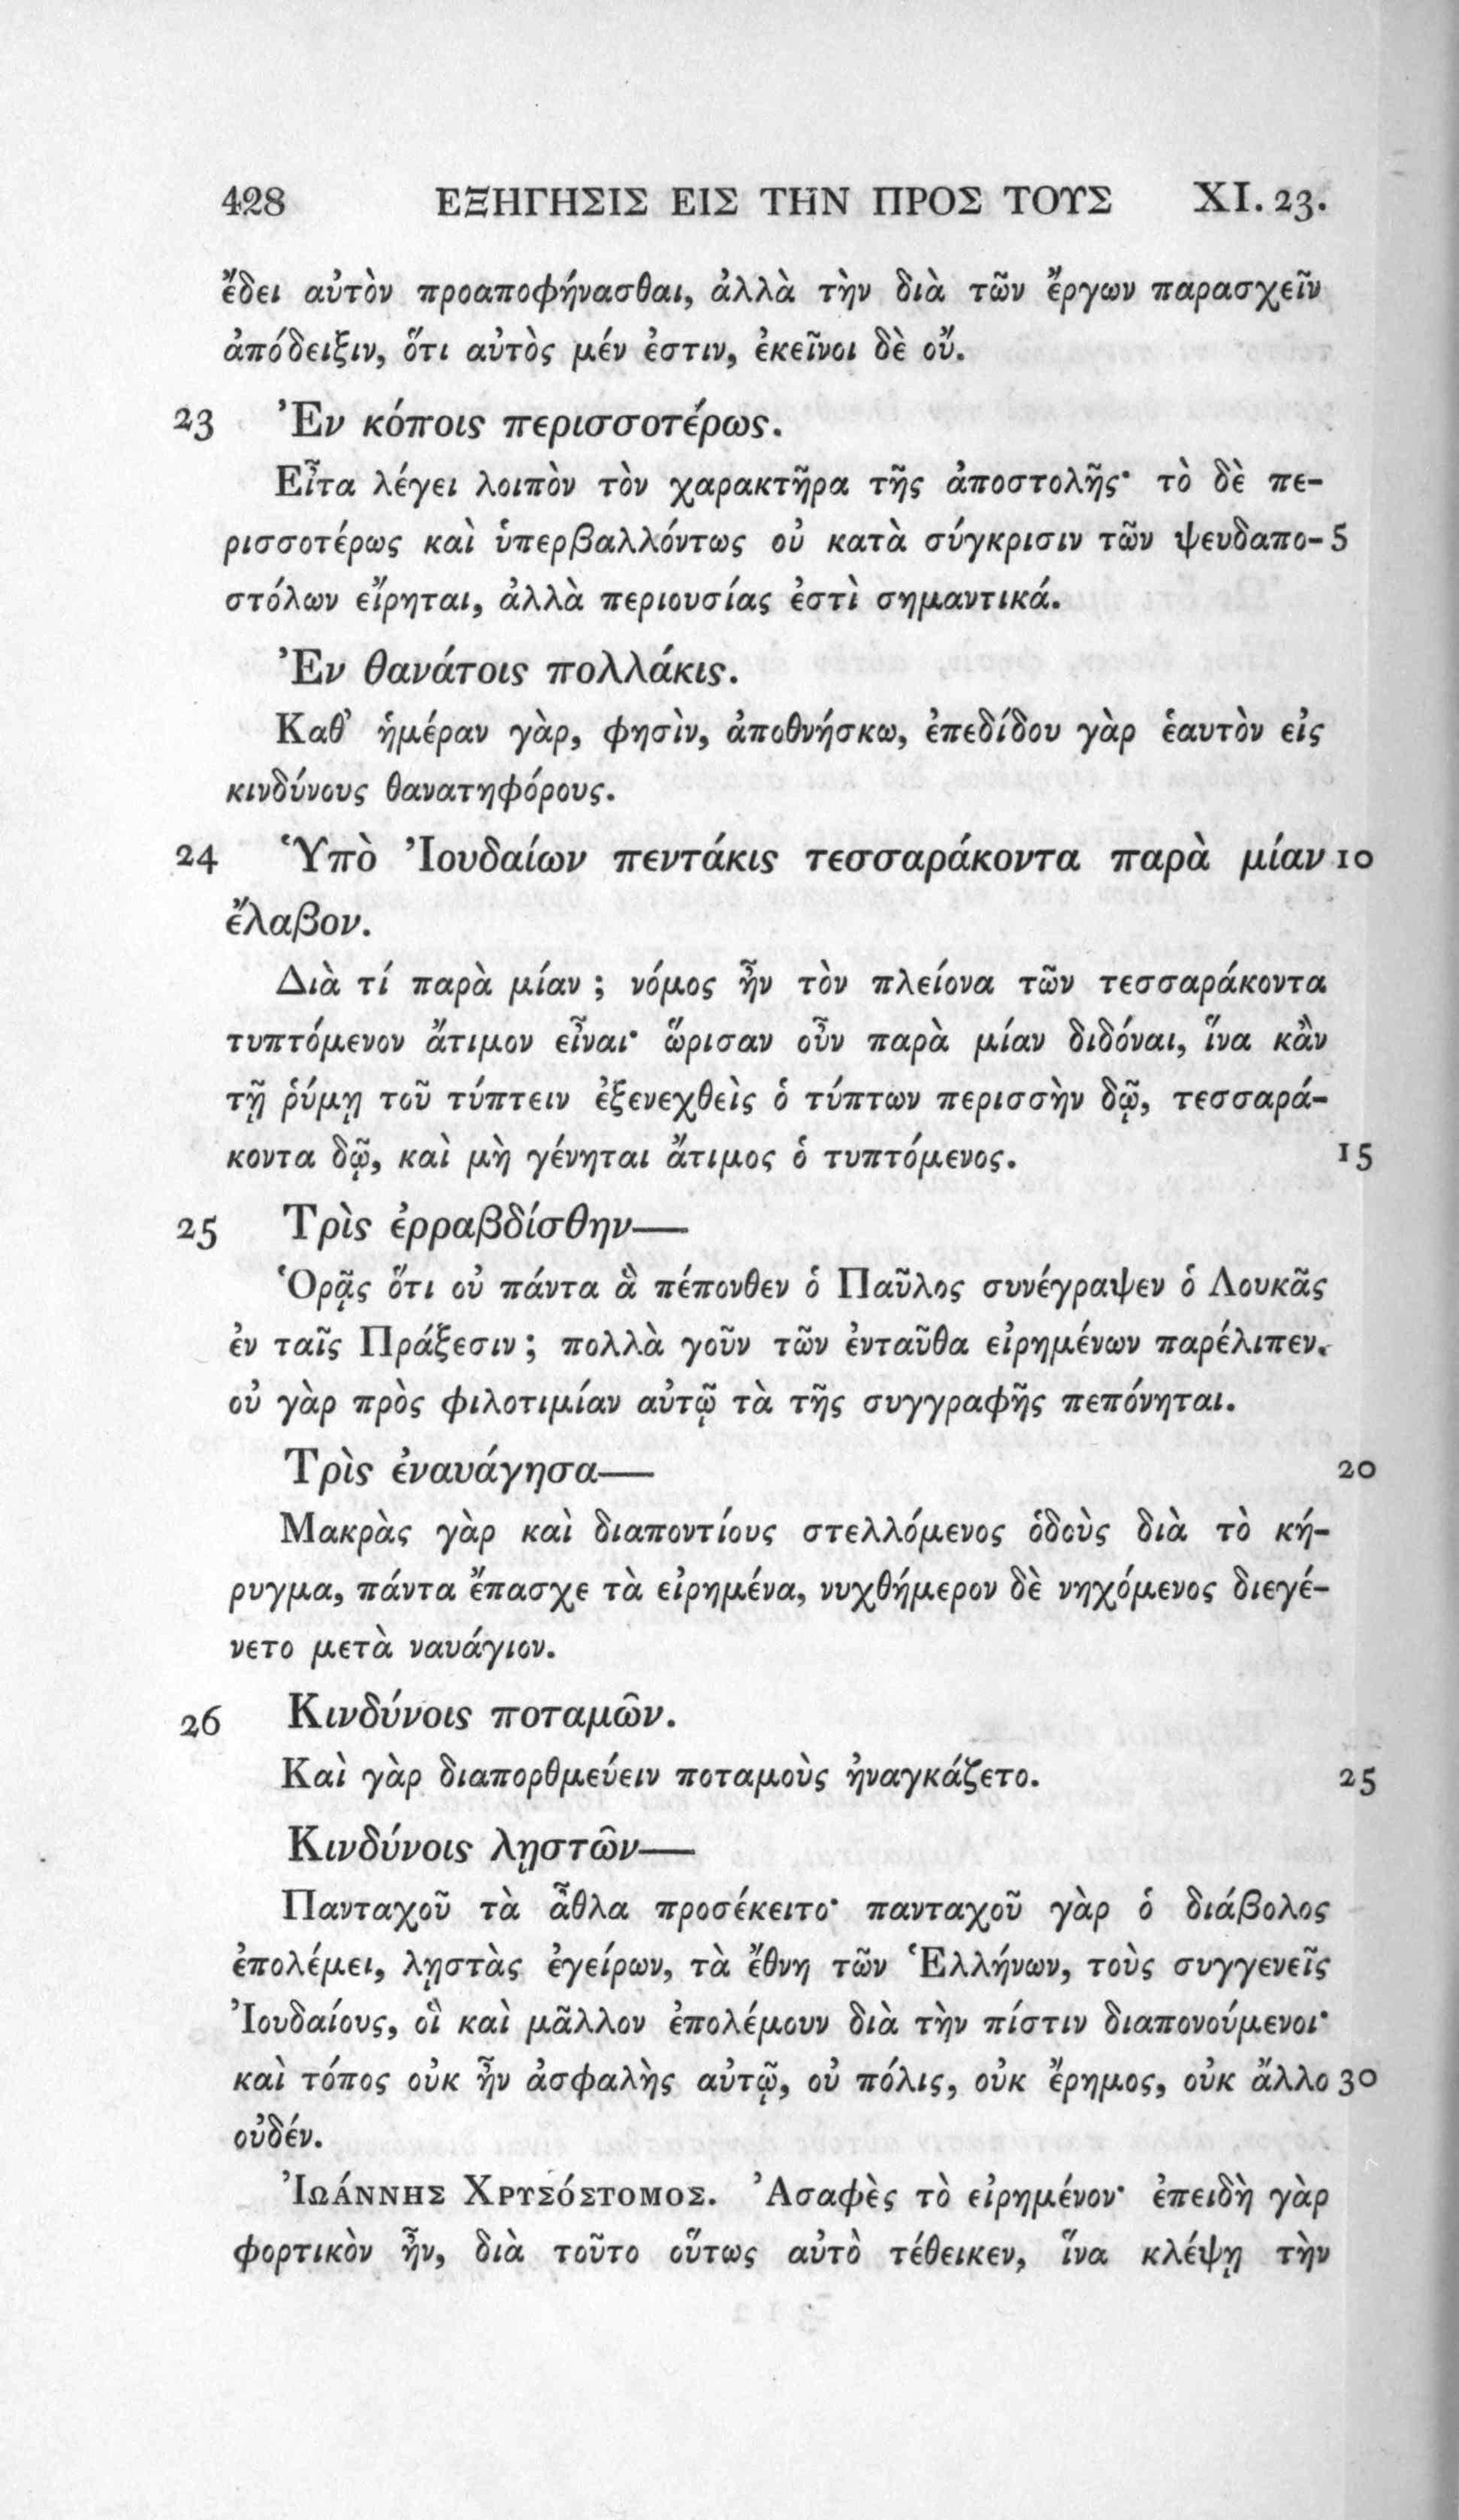 428 ΕΞΗΓΗΣΙΣ ΕΙΣ ΤΗΝ ΠΡΟΣ ΤΟΥΣ XI. 23.
ἔδει αὐτὸν προαποφήνασθαι, ἀλλὰ τὴν διὰ τῶν ἔργων παρασχεῖν
ἀπόδειξιν, ὅτι αὐτὸς μέν ἐστιν, ἐκεῖνοι δὲ οὔ.
23 Ἐν κόποις περισσοτέρως.
Εἶτα λέγει λοιπὸν τὸν χαρακτῆρα τῆς ἀποστολῆς· τὸ δὲ πε-
ρισσοτέρως καὶ ὑπερβαλλόντως οὐ κατὰ σύγκρισιν τῶν ψευδαπο- 5
στόλων εἴρηται, ἀλλὰ περιουσίας ἐστὶ σημαντικά.
Ἐν θανάτοις πολλάκις.
Καθ’ ἡμέραν γὰρ, φησὶν, ἀποθνήσκω, ἐπεδίδου γὰρ ἑαυτὸν εἰς
κινδύνους θανατηφόρους.
24 Ὑπὸ Ἰουδαίων πεντάκις τεσσαράκοντα παρὰ μίαν 10
ἔλαβον.
Διὰ τί παρὰ μίαν ; νόμος ἦν τὸν πλείονα τῶν τεσσαράκοντα
τυπτόμενον ἄτιμον εἶναι· ὥρισαν οὖν παρὰ μίαν διδόναι, ἵνα κἂν
τῇ ῥύμῃ τοῦ τύπτειν ἐξενεχθεὶς ὁ τύπτων περισσὴν δῷ, τεσσαρά-
κοντα δῷ, καὶ μὴ γένηται ἄτιμος ὁ τυπτόμενος. 15
25 Τρὶς ἐρραβδίσθην—
Ὁρᾷς ὅτι οὐ πάντα ἃ πέπονθεν ὁ Παῦλος συνέγραψεν ὁ Λουκᾶς
ἐν ταῖς Πράξεσιν ; πολλὰ γοῦν τῶν ἐνταῦθα εἰρημένων παρέλιπεν.
οὐ γὰρ πρὸς φιλοτιμίαν αὐτῷ τὰ τῆς συγγραφῆς πεπόνηται.
Τρὶς ἐναυάγησα— 20
Μακρὰς γὰρ καὶ διαποντίους στελλόμενος ὁδοὺς διὰ τὸ κή-
ρυγμα, πάντα ἔπασχε τὰ εἰρημένα, νυχθήμερον δὲ νηχόμενος διεγέ-
νετο μετὰ ναυάγιον.
26 Κινδύνοις ποταμῶν.
Καὶ γὰρ διαπορθμεύειν ποταμοὺς ἠναγκάζετο. 25
Κινδύνοις λῃστῶν—
Πανταχοῦ τὰ ἆθλα προσέκειτο· πανταχοῦ γὰρ ὁ διάβολος
ἐπολέμει, λῃστὰς ἐγείρων, τὰ ἔθνη τῶν Ἑλλήνων, τοὺς συγγενεῖς
Ἰουδαίους, οἳ καὶ μᾶλλον ἐπολέμουν διὰ τὴν πίστιν διαπονούμενοι·
καὶ τόπος οὐκ ἦν ἀσφαλὴς αὐτῷ, οὐ πόλις, οὐκ ἔρημος, οὐκ ἄλλο 30
οὐδέν.
ἸΩΆΝΝΗΣ ΧΡΥΣΌΣΤΟΜΟΣ. Ἀσαφὲς τὸ εἰρημένον· ἐπειδὴ γὰρ
φορτικὸν ἦν, διὰ τοῦτο οὕτως αὐτὸ τέθεικεν, ἵνα κλέψῃ τὴν